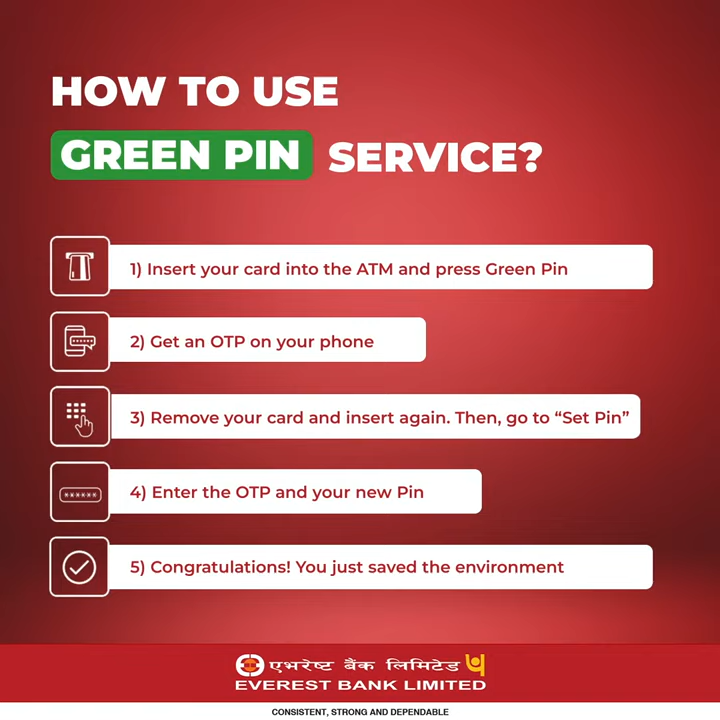 HOW TO USE
GREEN PIN SERVICE?
1) Insert your card into the ATM and press Green Pin
2) Get an OTP on your phone
3) Remove your card and insert again. Then, go to “Set Pin”
4) Enter the OTP and your new Pin
5) Congratulations! You just saved the environment
एभरेष्ट बैंक लिमिटेड
EVEREST BANK LIMITED
CONSISTENT, STRONG AND DEPENDABLE